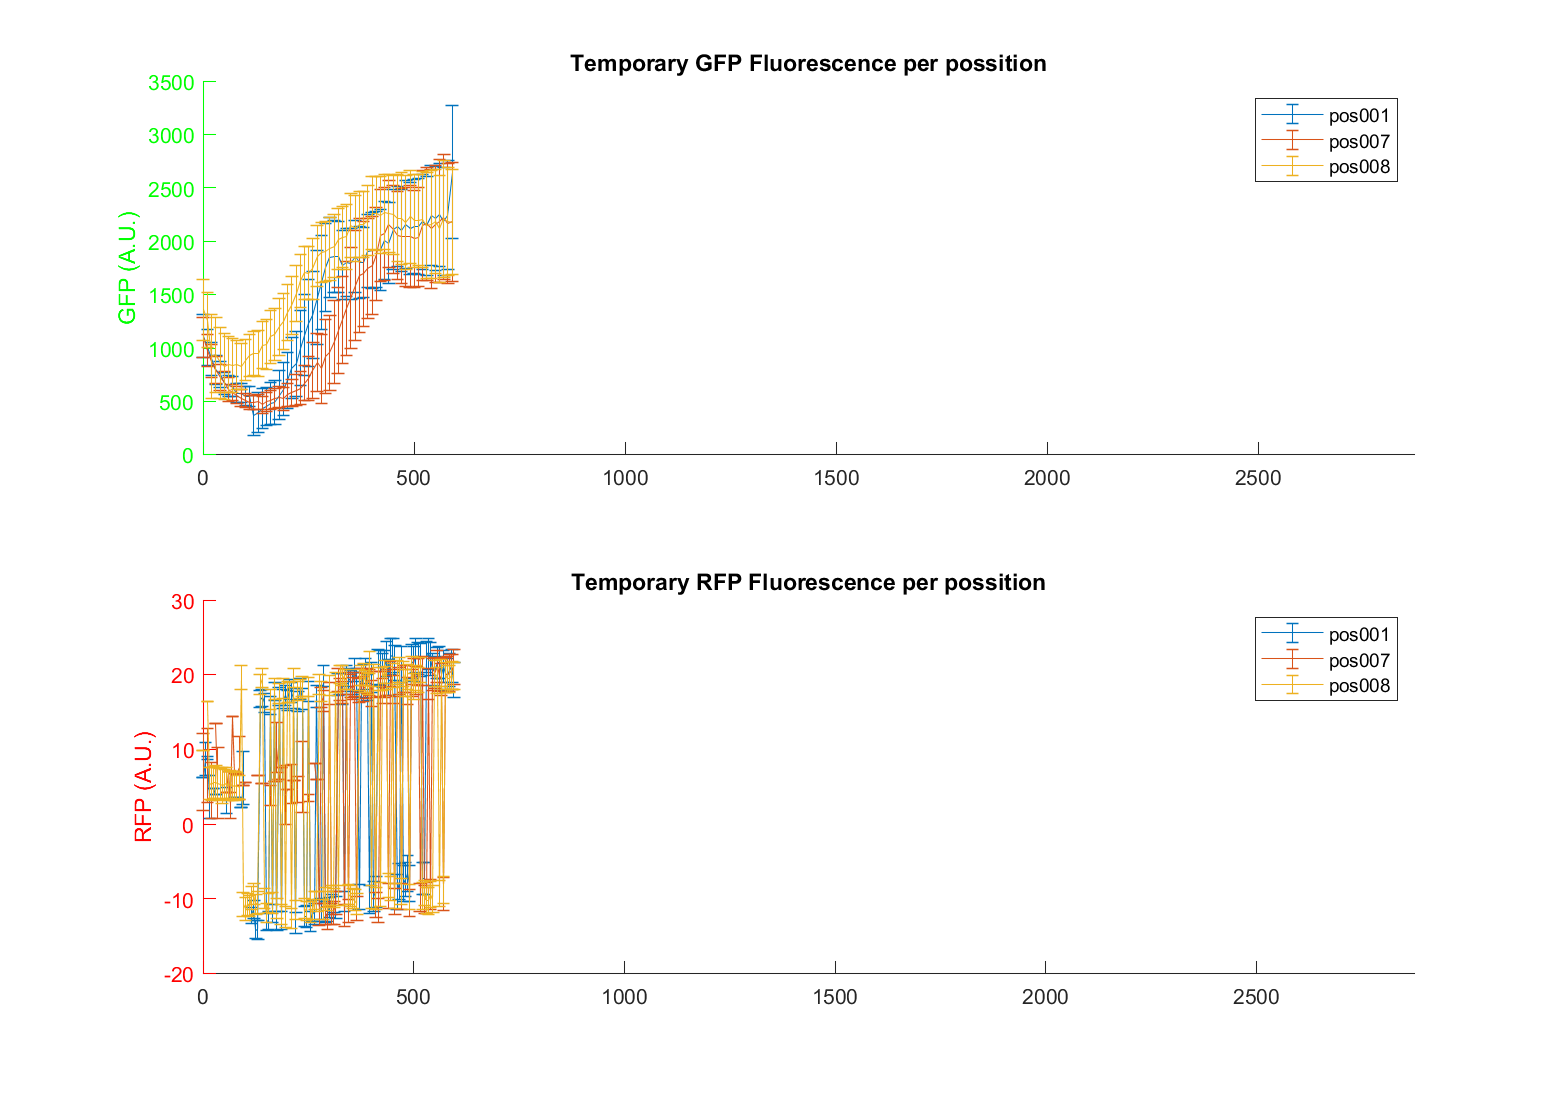 Temporary GFP Fluorescence per possition
3500
3000
2500
2000
1500
1000
500
0
GFP (A.U.)
pos001
pos007
pos008
0 500 1000 1500 2000 2500
Temporary RFP Fluorescence per possition
30
20
10
0
-10
-20
RFP (A.U.)
pos001
pos007
pos008
0 500 1000 1500 2000 2500